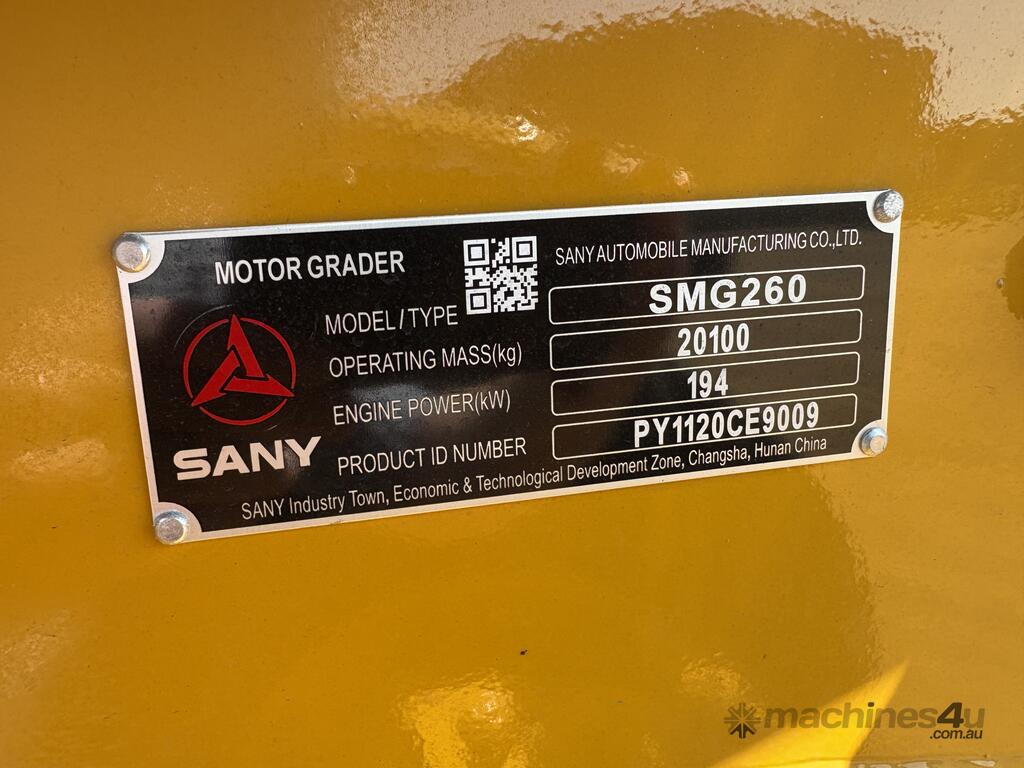 MOTOR GRADER
SANY AUTOMOBILE MANUFACTURING CO.,LTD.
MODEL/TYPE SMG260
OPERATING MASS(kg) 20100
ENGINE POWER(kW) 194
PRODUCT ID NUMBER PY1120CE9009
SANY
SANY Industry Town, Economic & Technological Development Zone, Changsha, Hunan China
machines4u
.com.au